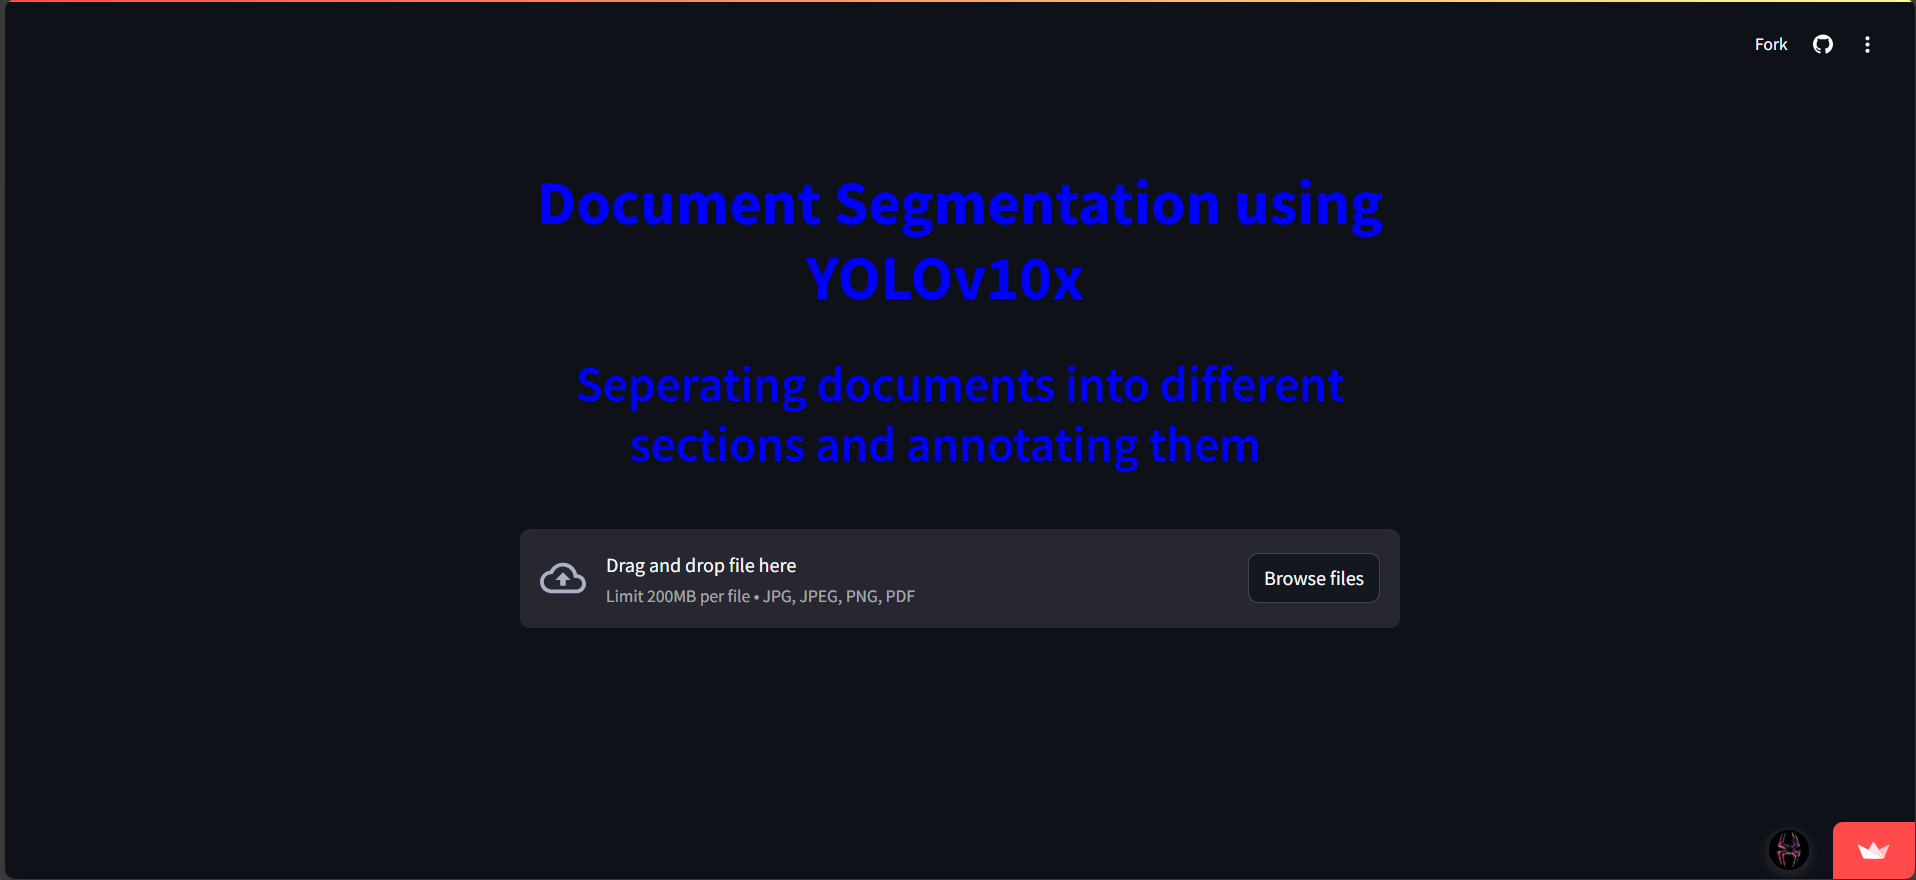 Fork
Document Segmentation using
YOLOv10x
Seperating documents into different
sections and annotating them
Drag and drop file here
Limit 200MB per file • JPG, JPEG, PNG, PDF
Browse files